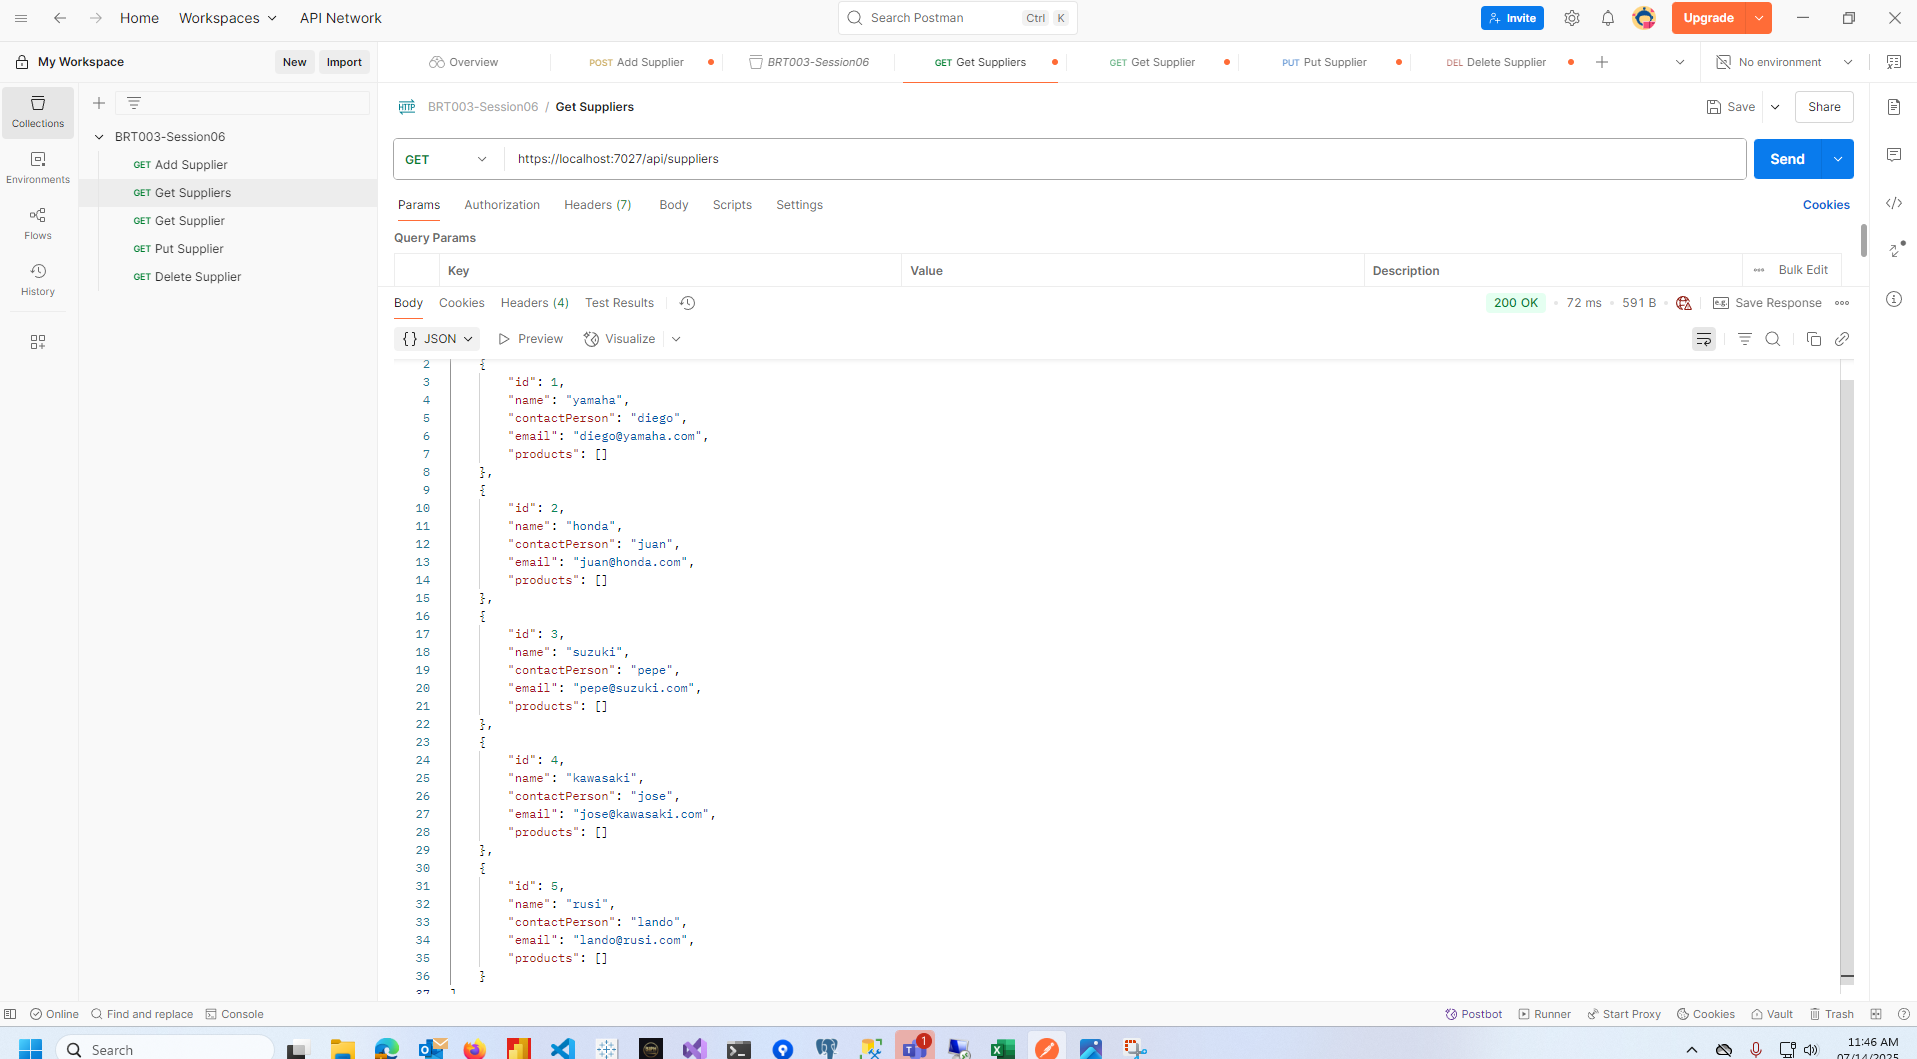 Home Workspaces API Network Search Postman Ctrl K Invite Upgrade
My Workspace New Import Overview POST Add Supplier BRT003-Session06 GET Get Suppliers GET Get Supplier PUT Put Supplier DEL Delete Supplier No environment
Collections
Environments
Flows
History
BRT003-Session06
GET Add Supplier
GET Get Suppliers
GET Get Supplier
GET Put Supplier
GET Delete Supplier
HTTP BRT003-Session06 / Get Suppliers Save Share
GET https://localhost:7027/api/suppliers Send
Params Authorization Headers (7) Body Scripts Settings Cookies
Query Params
Key Value Description Bulk Edit
Body Cookies Headers (4) Test Results 200 OK 72 ms 591 B Save Response
{} JSON Preview Visualize
2 {
3 "id": 1,
4 "name": "yamaha",
5 "contactPerson": "diego",
6 "email": "diego@yamaha.com",
7 "products": []
8 },
9 {
10 "id": 2,
11 "name": "honda",
12 "contactPerson": "juan",
13 "email": "juan@honda.com",
14 "products": []
15 },
16 {
17 "id": 3,
18 "name": "suzuki",
19 "contactPerson": "pepe",
20 "email": "pepe@suzuki.com",
21 "products": []
22 },
23 {
24 "id": 4,
25 "name": "kawasaki",
26 "contactPerson": "jose",
27 "email": "jose@kawasaki.com",
28 "products": []
29 },
30 {
31 "id": 5,
32 "name": "rusi",
33 "contactPerson": "lando",
34 "email": "lando@rusi.com",
35 "products": []
36 }
37 ]
Online Find and replace Console Postbot Runner Start Proxy Cookies Vault Trash
Search 1 11:46 AM
07/14/2025